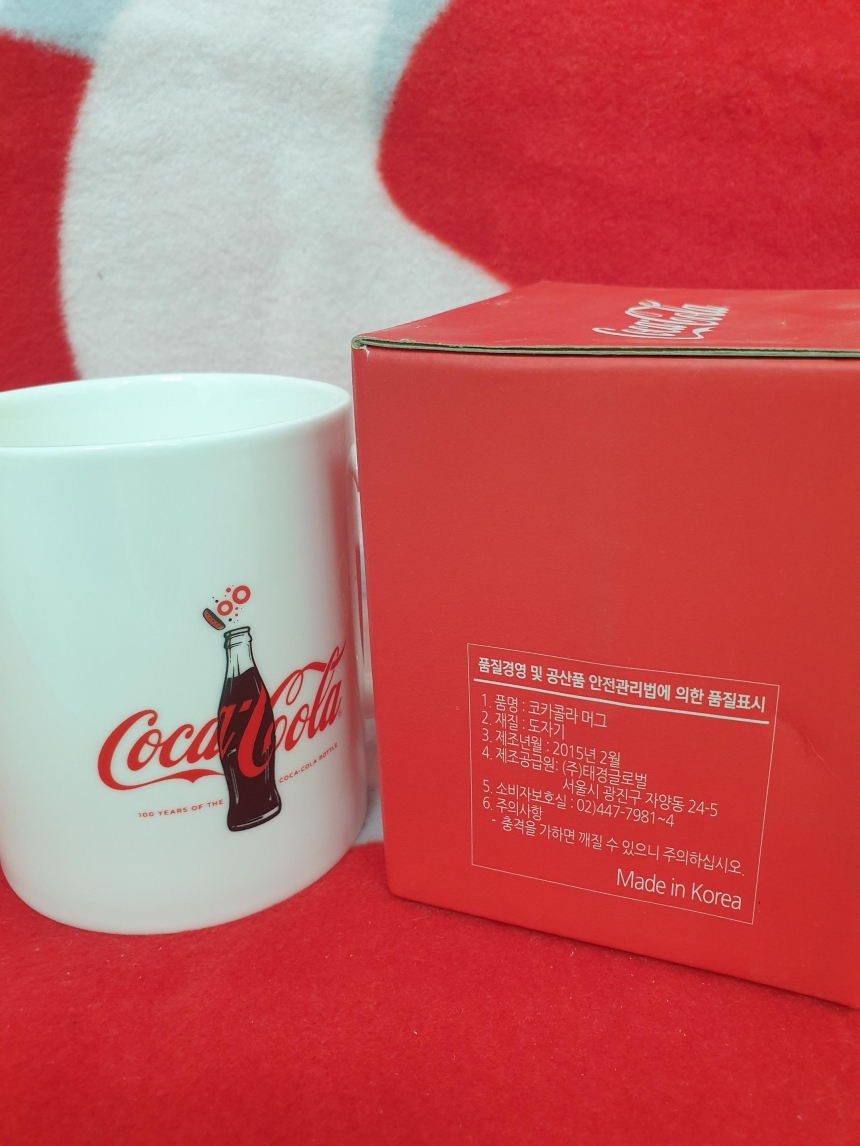 Coca-Cola
Coca-Cola
100 YEARS OF THE COCA-COLA BOTTLE
품질경영 및 공산품 안전관리법에 의한 품질표시
1. 품명 : 코카콜라 머그
2. 재질 : 도자기
3. 제조년월 : 2015년 2월
4. 제조공급원: (주)태경글로벌
서울시 광진구 자양동 24-5
5. 소비자보호실 : 02)447-7981~4
6. 주의사항
- 충격을 가하면 깨질 수 있으니 주의하십시오.
Made in Korea